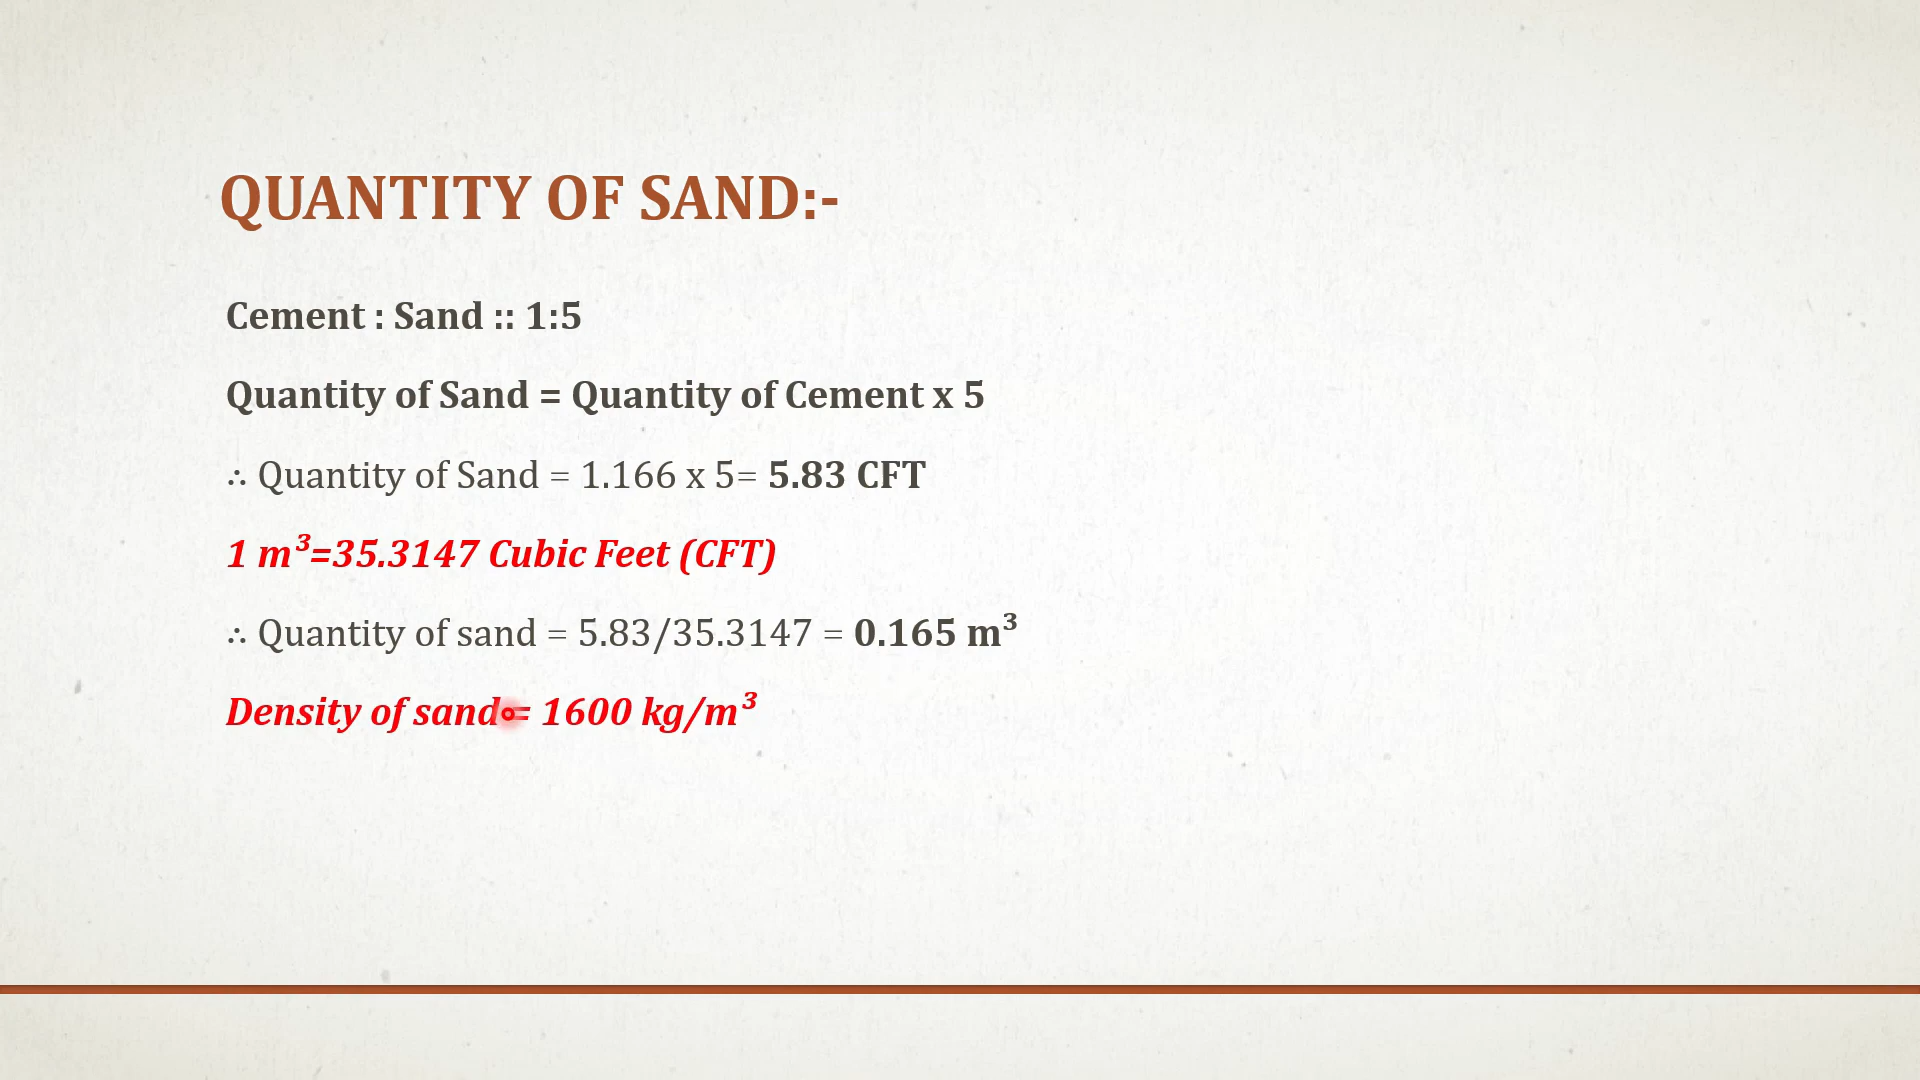 QUANTITY OF SAND:-
Cement : Sand :: 1:5
Quantity of Sand = Quantity of Cement x 5
∴ Quantity of Sand = 1.166 x 5= 5.83 CFT
1 m³=35.3147 Cubic Feet (CFT)
∴ Quantity of sand = 5.83/35.3147 = 0.165 m³
Density of sand = 1600 kg/m³